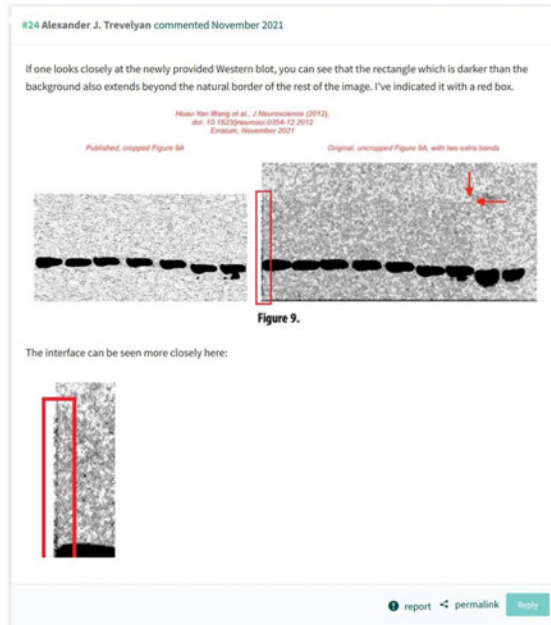 #24 Alexander J. Trevelyan commented November 2021
If one looks closely at the newly provided Western blot, you can see that the rectangle which is darker than the
background also extends beyond the natural border of the rest of the image. I've indicated it with a red box.
Hoau-Yan Wang et al., J Neuroscience (2012),
doi: 10.1523/jneurosci.0354-12.2012
Erratum, November 2021
Published, cropped Figure 9A
Original, uncropped Figure 9A, with two extra bands
Figure 9.
The interface can be seen more closely here:
report permalink Reply